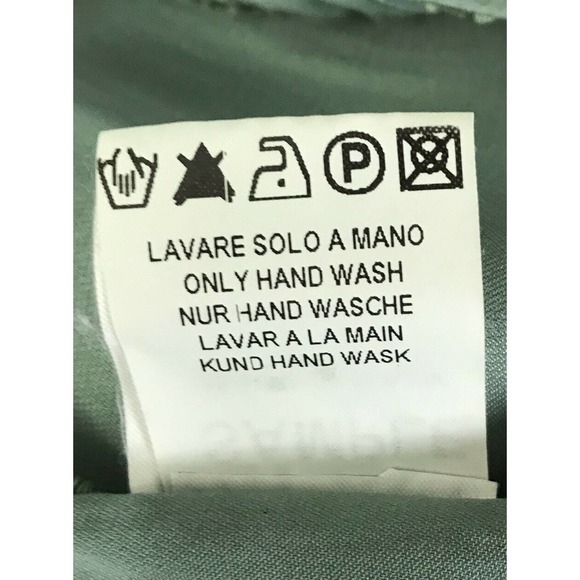 P
LAVARE SOLO A MANO
ONLY HAND WASH
NUR HAND WASCHE
LAVAR A LA MAIN
KUND HAND WASK